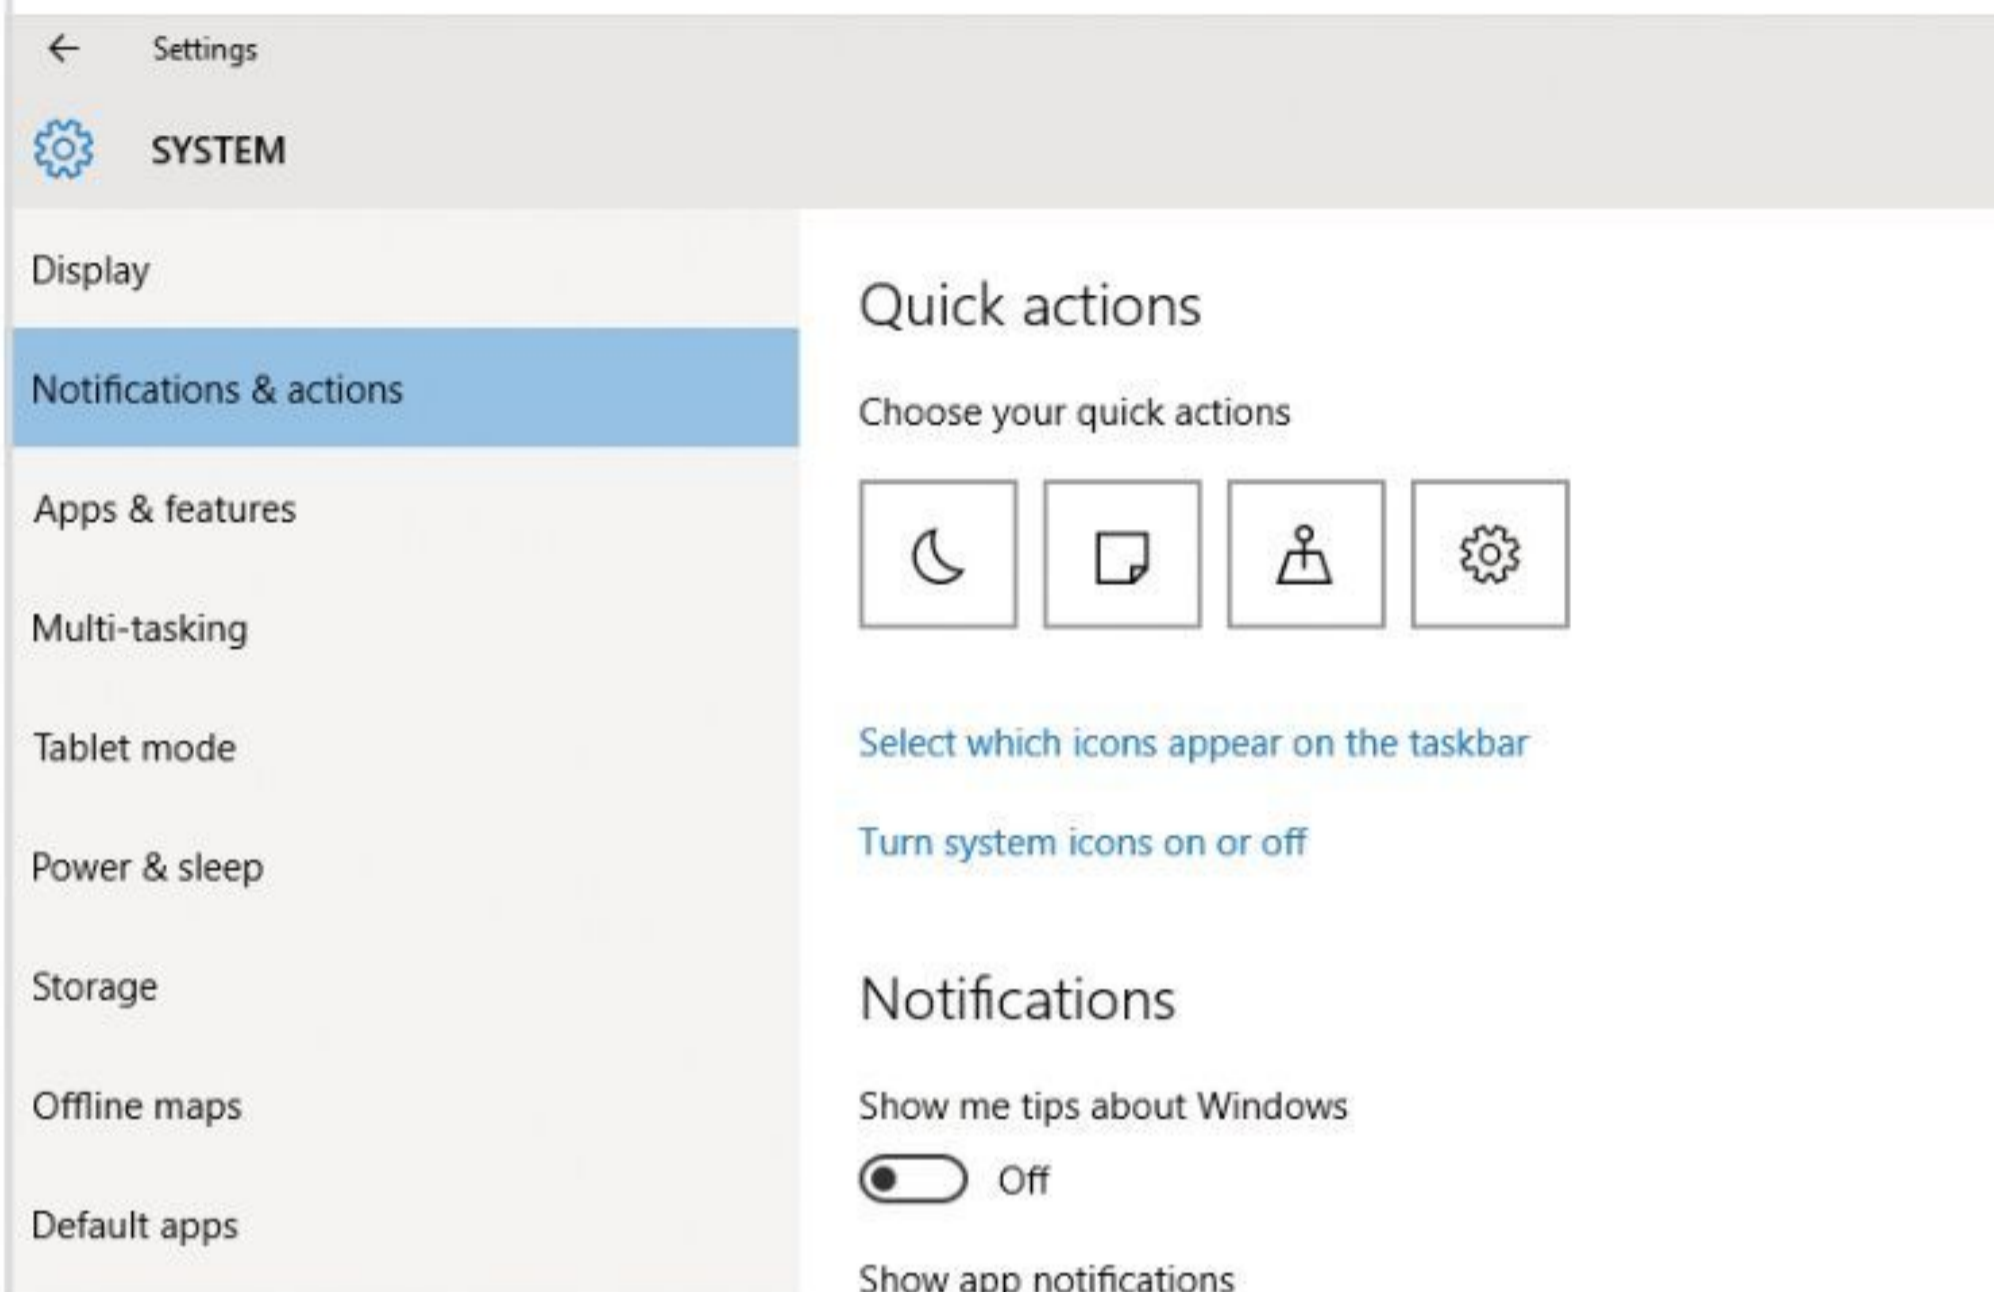 Settings
SYSTEM
Display
Notifications & actions
Apps & features
Multi-tasking
Tablet mode
Power & sleep
Storage
Offline maps
Default apps
Quick actions
Choose your quick actions
Select which icons appear on the taskbar
Turn system icons on or off
Notifications
Show me tips about Windows
Off
Show app notifications